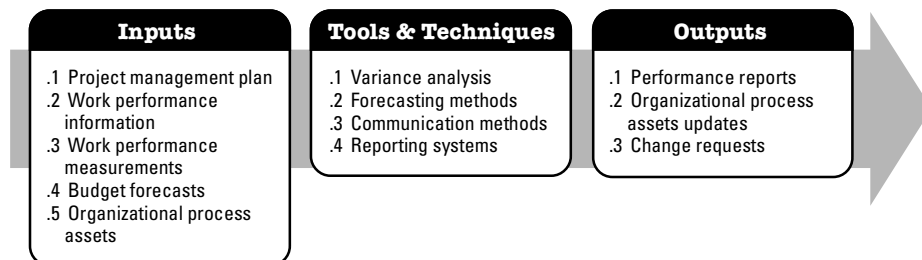 Inputs
.1 Project management plan
.2 Work performance
information
.3 Work performance
measurements
.4 Budget forecasts
.5 Organizational process
assets
Tools & Techniques
.1 Variance analysis
.2 Forecasting methods
.3 Communication methods
.4 Reporting systems
Outputs
.1 Performance reports
.2 Organizational process
assets updates
.3 Change requests